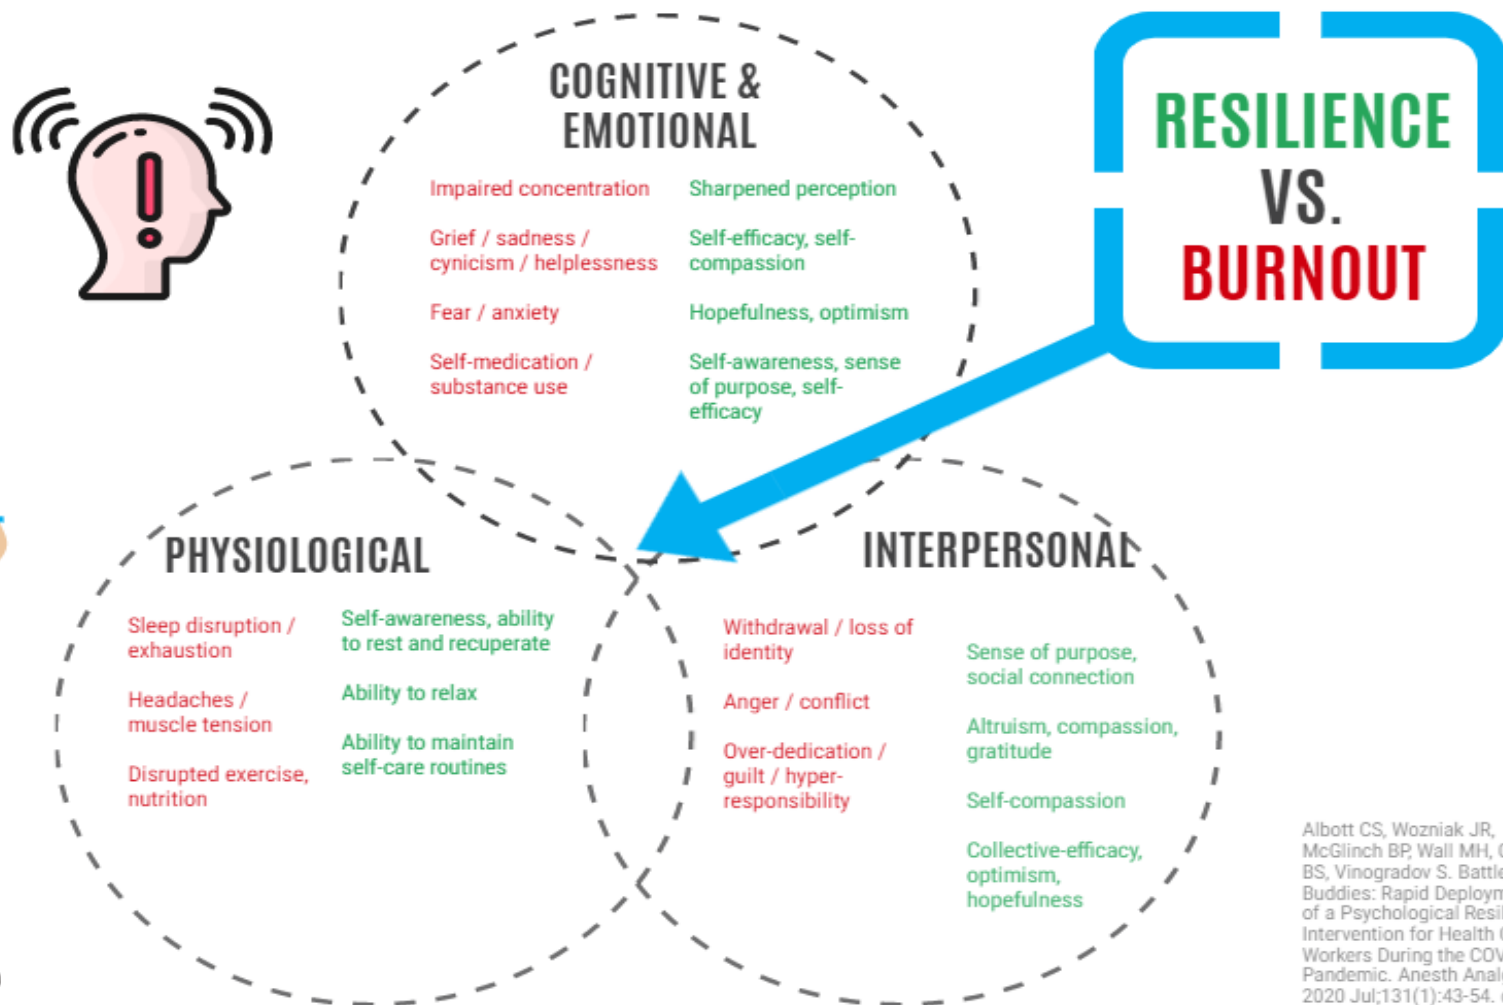 COGNITIVE &
EMOTIONAL
Impaired concentration
Grief / sadness /
cynicism / helplessness
Fear / anxiety
Self-medication /
substance use
Sharpened perception
Self-efficacy, self-
compassion
Hopefulness, optimism
Self-awareness, sense
of purpose, self-
efficacy
RESILIENCE
VS.
BURNOUT
PHYSIOLOGICAL
Sleep disruption /
exhaustion
Headaches /
muscle tension
Disrupted exercise,
nutrition
Self-awareness, ability
to rest and recuperate
Ability to relax
Ability to maintain
self-care routines
INTERPERSONAL
Withdrawal / loss of
identity
Anger / conflict
Over-dedication /
guilt / hyper-
responsibility
Sense of purpose,
social connection
Altruism, compassion,
gratitude
Self-compassion
Collective-efficacy,
optimism,
hopefulness
Albott CS, Wozniak JR,
McGlinch BP, Wall MH,
BS, Vinogradov S. Battle
Buddies: Rapid
of a Psychological
Intervention for Health
Workers During the
Pandemic. Anesth
2020 Jul;131(1):43-54.